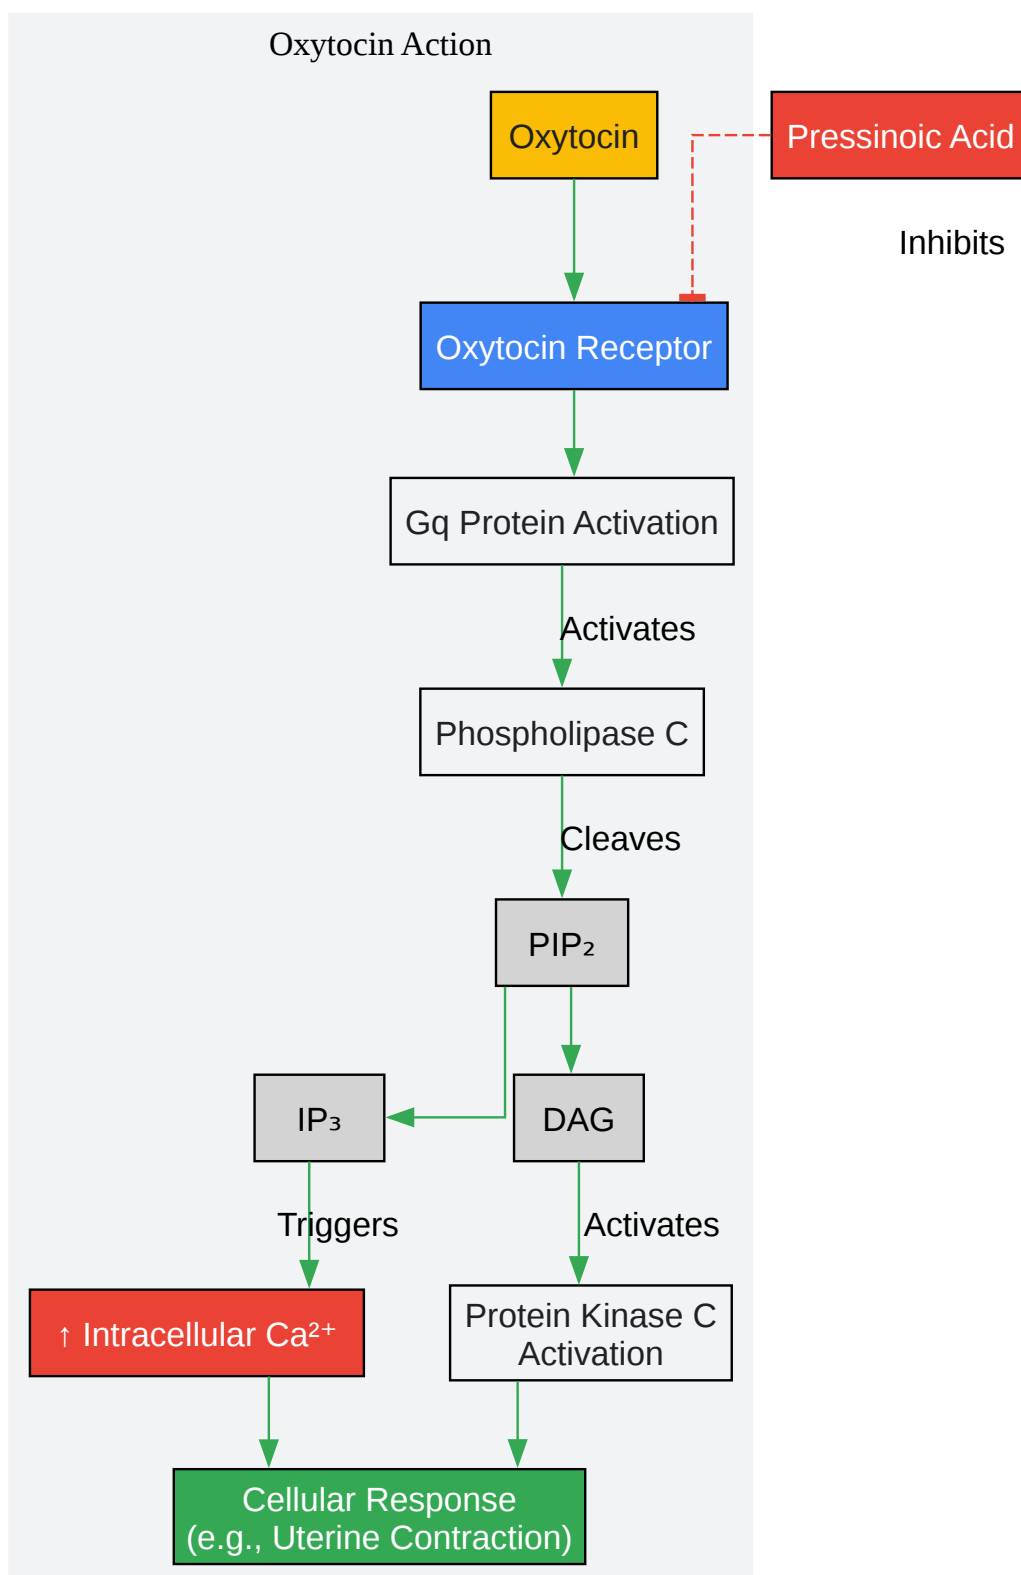 Oxytocin Action
Oxytocin
Pressinoic Acid
Inhibits
Oxytocin Receptor
Gq Protein Activation
Activates
Phospholipase C
Cleaves
PIP₂
IP₃
DAG
Triggers
Activates
↑ Intracellular Ca²⁺
Protein Kinase C
Activation
Cellular Response
(e.g., Uterine Contraction)